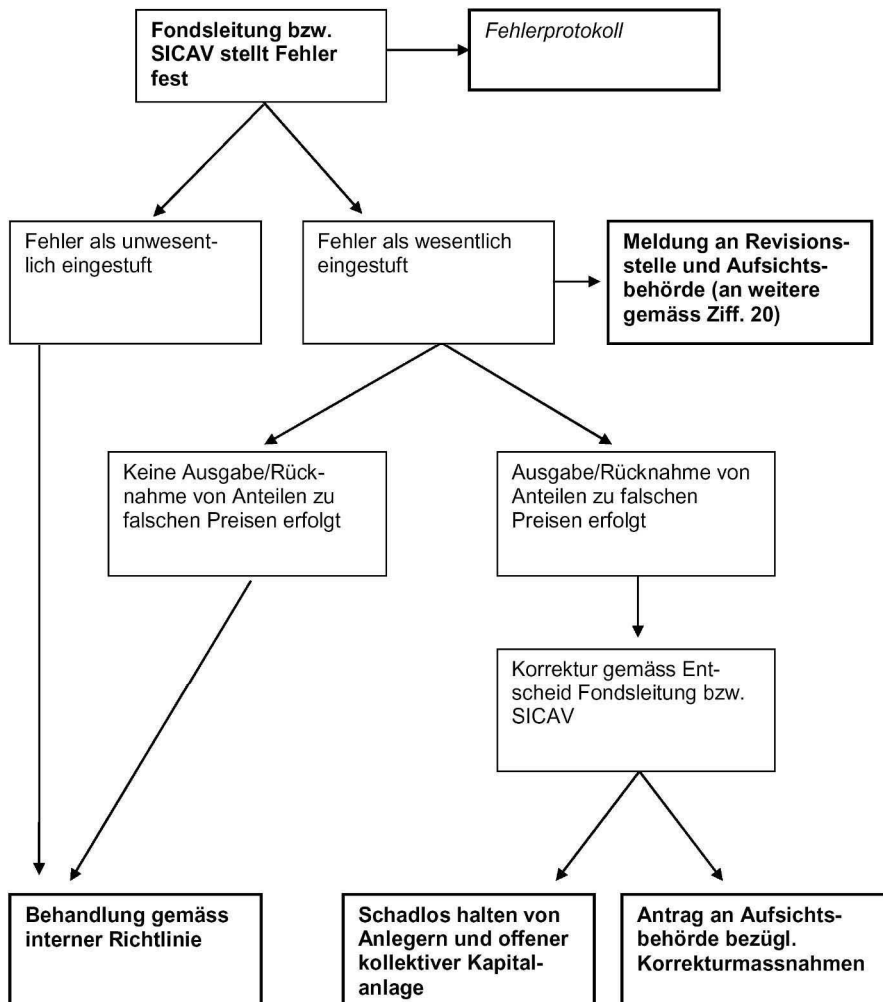 Fondsleitung bzw.
SICAV stellt Fehler
fest
Fehlerprotokoll
Fehler als unwesent-
lich eingestuft
Fehler als wesentlich
eingestuft
Meldung an Revisions-
stelle und Aufsichts-
behörde (an weitere
gemäss Ziff. 20)
Keine Ausgabe/Rück-
nahme von Anteilen zu
falschen Preisen erfolgt
Ausgabe/Rücknahme von
Anteilen zu falschen
Preisen erfolgt
Korrektur gemäss Ent-
scheid Fondsleitung bzw.
SICAV
Behandlung gemäss
interner Richtlinie
Schadlos halten von
Anlegern und offener
kollektiver Kapital-
anlage
Antrag an Aufsichts-
behörde bezügl.
Korrekturmassnahmen